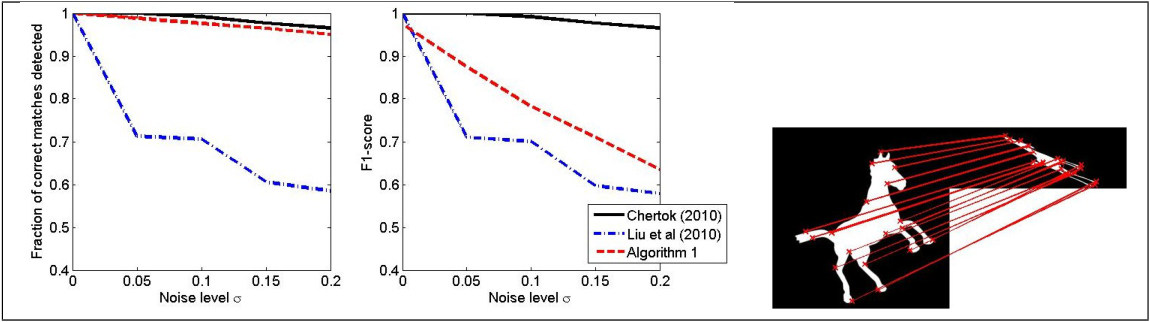 Fraction of correct matches detected
1
0.9
0.8
0.7
0.6
0.5
0.4
0 0.05 0.1 0.15 0.2
Noise level σ
F1-score
1
0.9
0.8
0.7
0.6
0.5
0.4
0 0.05 0.1 0.15 0.2
Noise level σ
Chertok (2010)
Liu et al (2010)
Algorithm 1